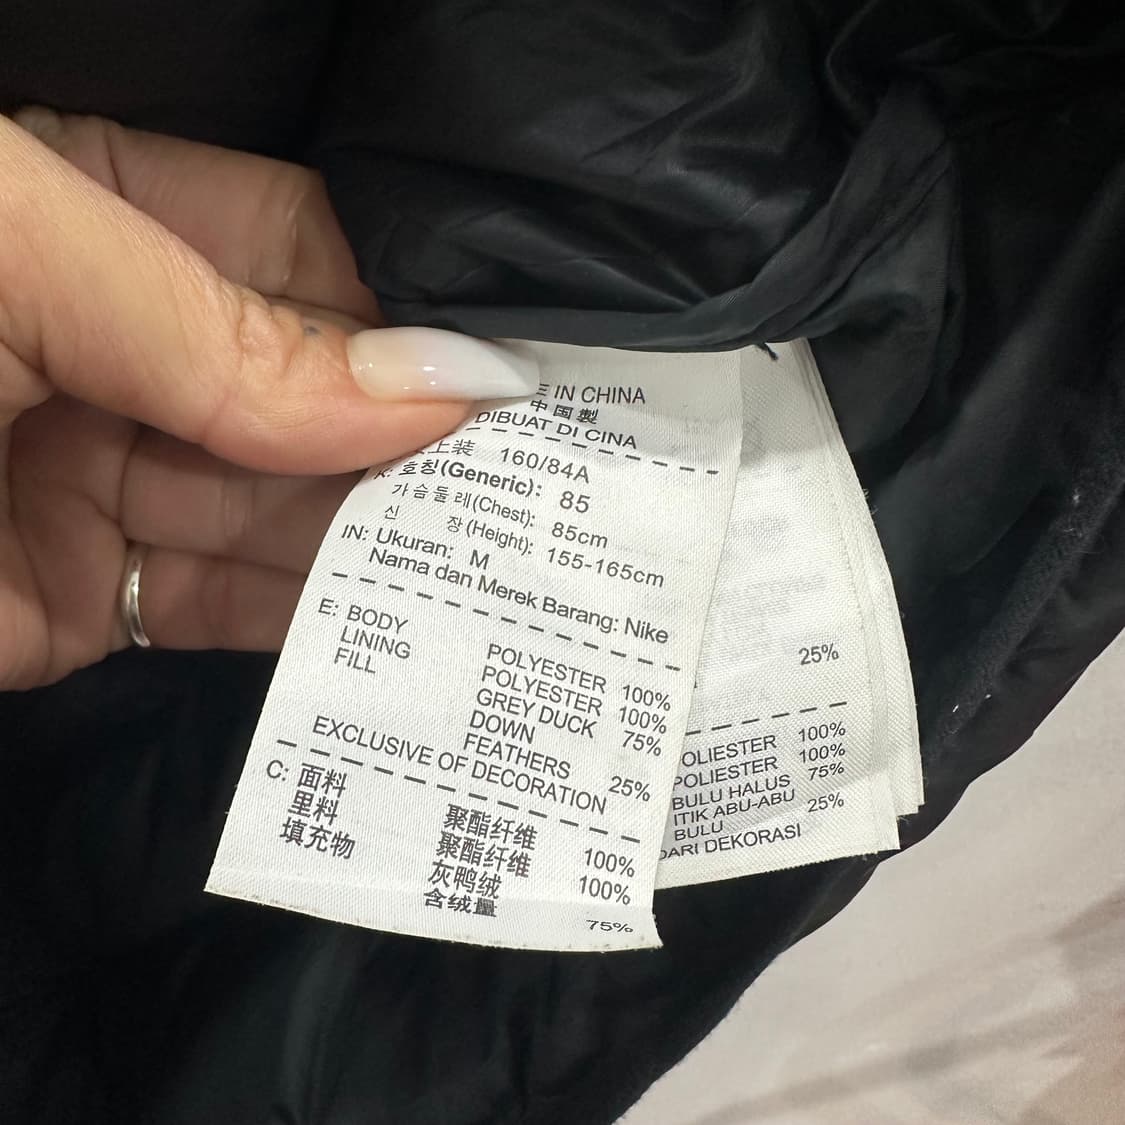 IN CHINA
中国製
DIBUAT DI CINA
上装 160/84A
K: 호칭(Generic): 85
가슴둘레(Chest): 85cm
신 장(Height): 155-165cm
IN: Ukuran: M
Nama dan Merek Barang: Nike
E: BODY POLYESTER 100%
LINING POLYESTER 100%
FILL GREY DUCK 75%
DOWN
FEATHERS 25%
EXCLUSIVE OF DECORATION
C: 面料 聚酯纤维 100%
里料 聚酯纤维 100%
填充物 灰鸭绒
含绒量 75%
25%
OLIESTER 100%
POLIESTER 100%
BULU HALUS 75%
ITIK ABU-ABU
BULU 25%
DARI DEKORASI